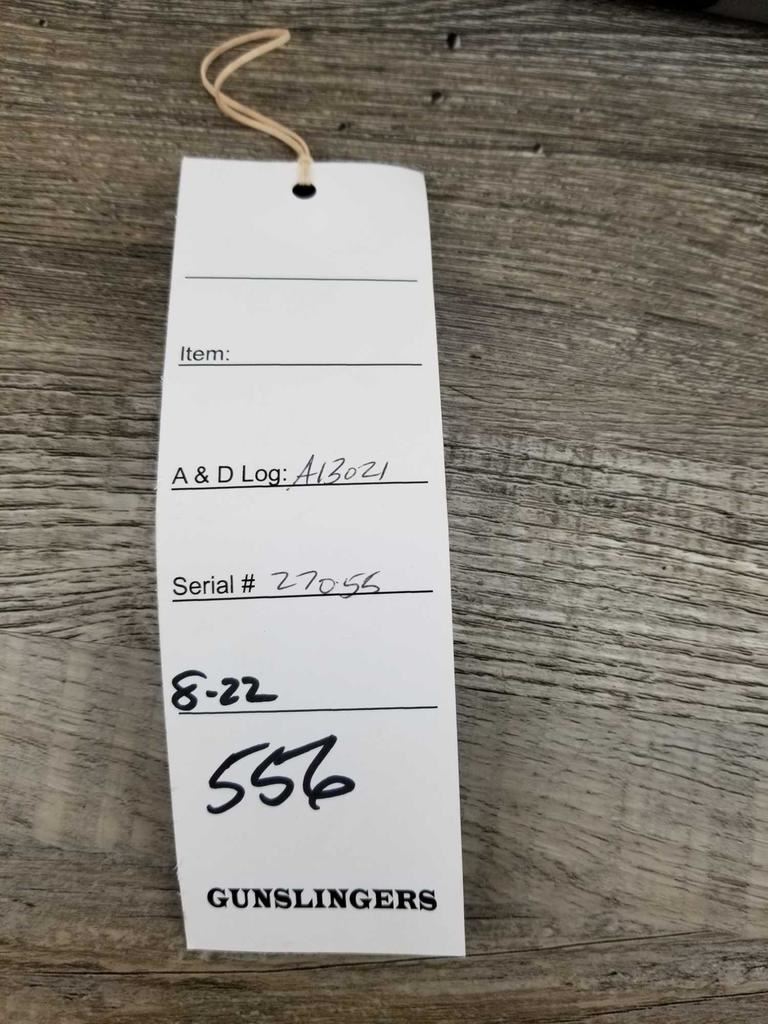 Item:
A & D Log: A13021
Serial # 27055
8-22
556
GUNSLINGERS